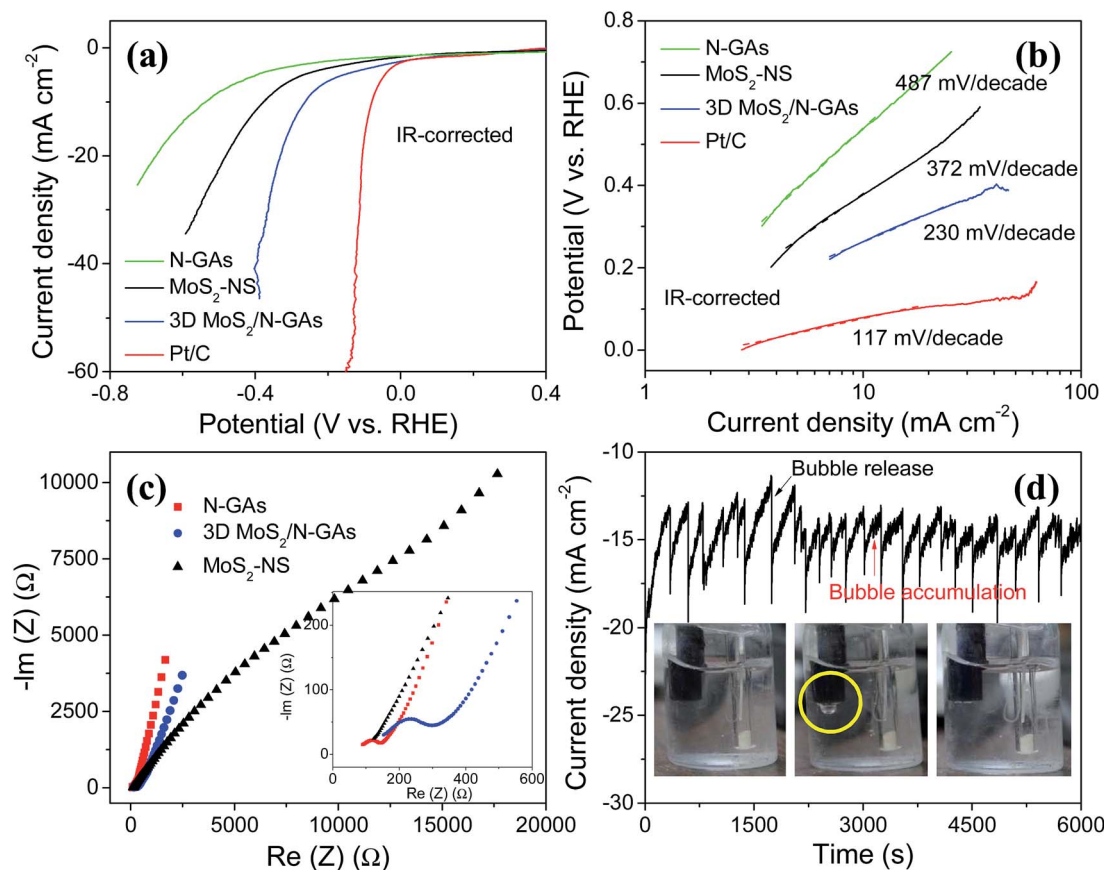 (a)
0
-20
-40
-60
-0.8
-0.4
0.0
0.4
Current density (mA cm⁻²)
Potential (V vs. RHE)
IR-corrected
N-GAs
MoS₂-NS
3D MoS₂/N-GAs
Pt/C
(b)
0.8
0.6
0.4
0.2
0.0
1
10
100
Potential (V vs. RHE)
Current density (mA cm⁻²)
N-GAs
MoS₂-NS
3D MoS₂/N-GAs
Pt/C
487 mV/decade
372 mV/decade
230 mV/decade
IR-corrected
117 mV/decade
(c)
10000
7500
5000
2500
0
0
5000
10000
15000
20000
-Im (Z) (Ω)
Re (Z) (Ω)
N-GAs
3D MoS₂/N-GAs
MoS₂-NS
200
100
0
0
200
400
600
-Im (Z) (Ω)
Re (Z) (Ω)
(d)
-10
-15
-20
-25
-30
0
1500
3000
4500
6000
Current density (mA cm⁻²)
Time (s)
Bubble release
Bubble accumulation